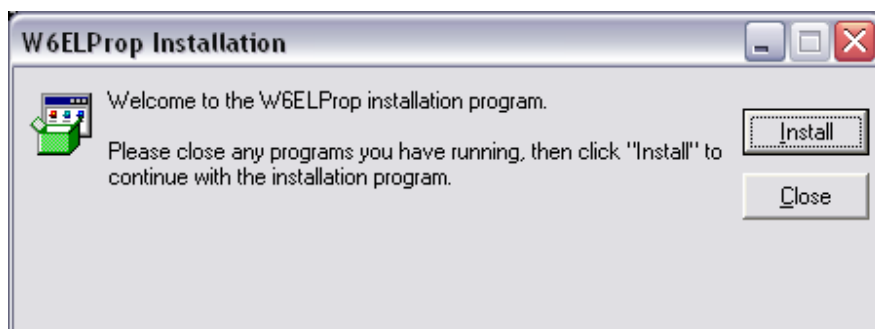 W6ELProp Installation
Welcome to the W6ELProp installation program.
Install
Please close any programs you have running, then click "Install" to
continue with the installation program.
Close